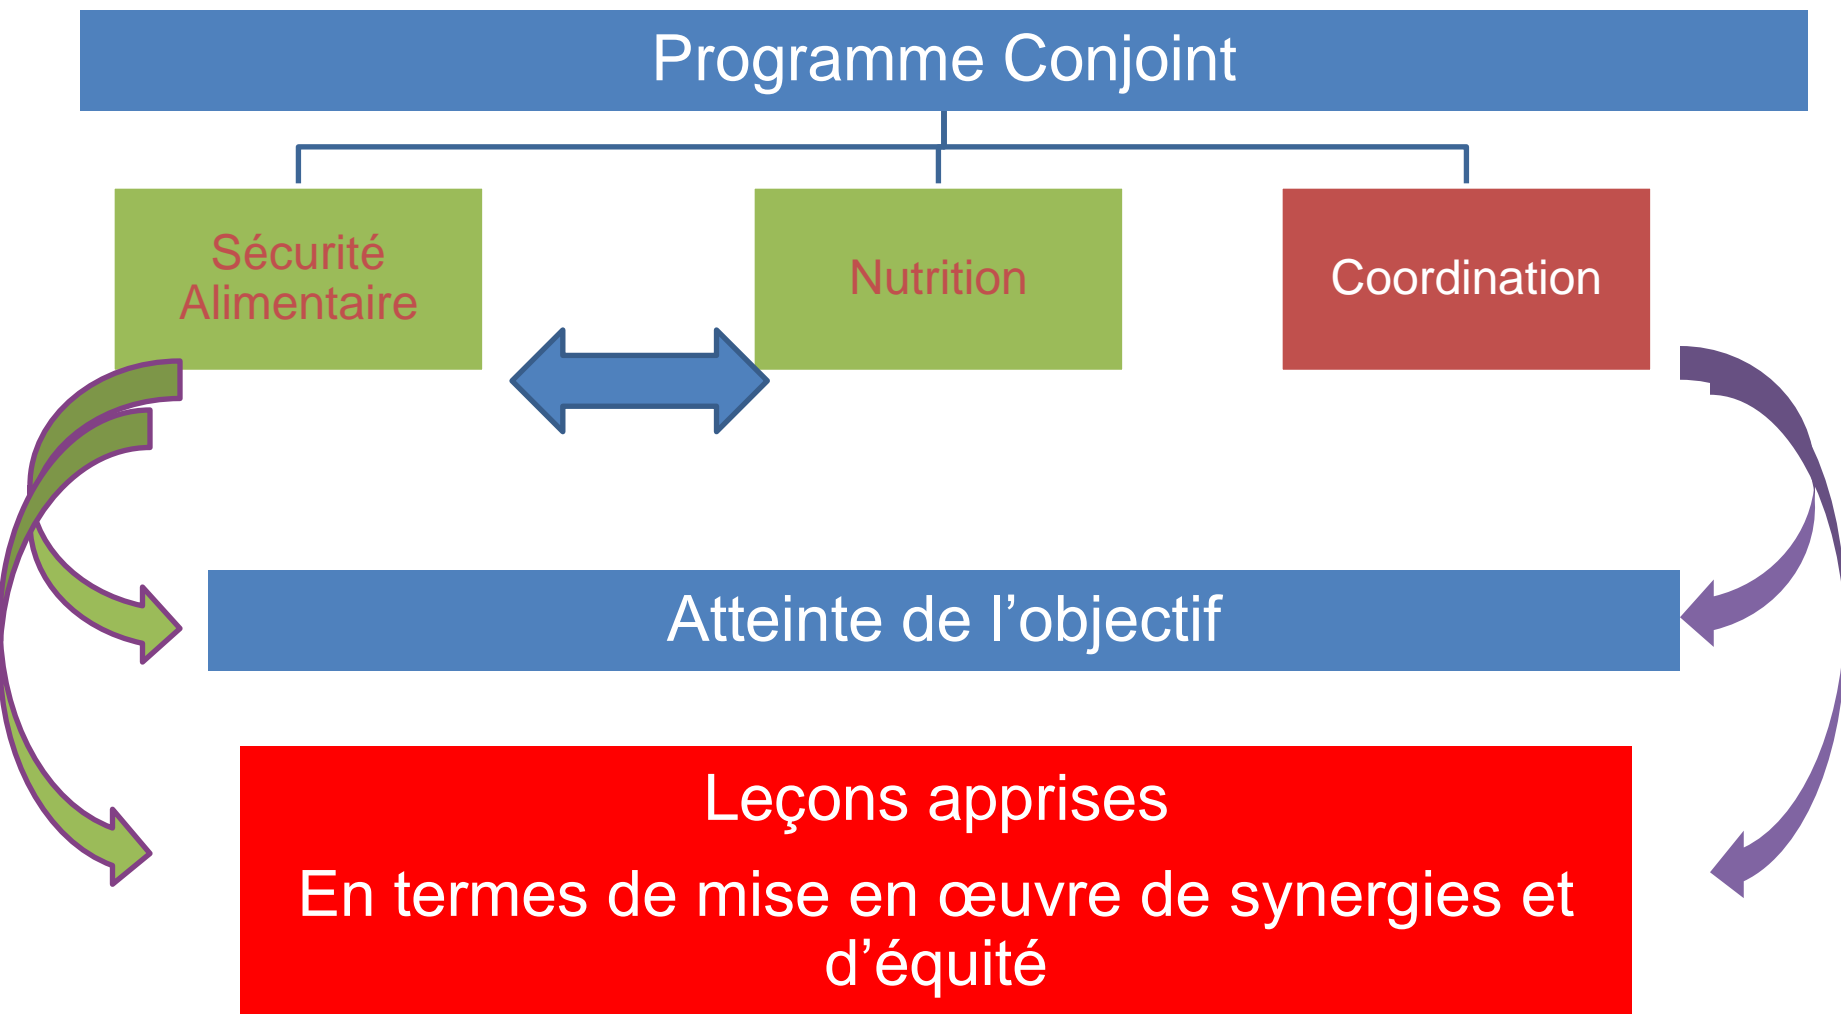 Programme Conjoint
Sécurité
Alimentaire
Nutrition
Coordination
Atteinte de l’objectif
Leçons apprises
En termes de mise en œuvre de synergies et
d’équité